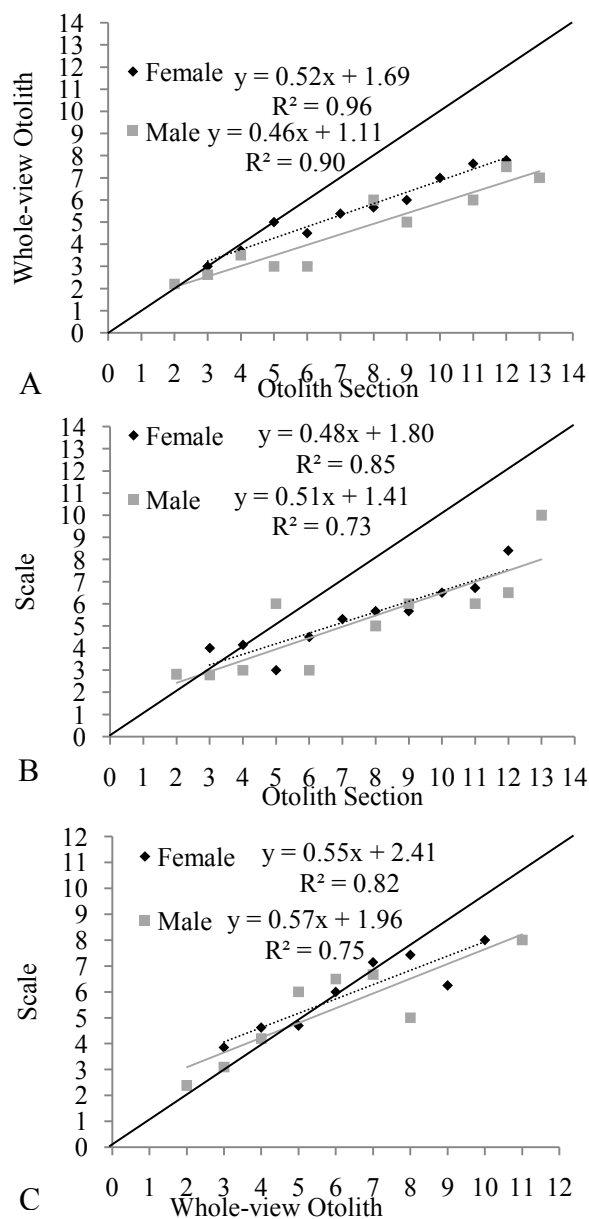 14
13
12
11
10
9
8
7
6
5
4
3
2
1
0
Whole-view Otolith
Female y = 0.52x + 1.69
R² = 0.96
Male y = 0.46x + 1.11
R² = 0.90
0 1 2 3 4 5 6 7 8 9 10 11 12 13 14
Otolith Section
A
14
13
12
11
10
9
8
7
6
5
4
3
2
1
0
Scale
Female y = 0.48x + 1.80
R² = 0.85
Male y = 0.51x + 1.41
R² = 0.73
0 1 2 3 4 5 6 7 8 9 10 11 12 13 14
Otolith Section
B
12
11
10
9
8
7
6
5
4
3
2
1
0
Scale
Female y = 0.55x + 2.41
R² = 0.82
Male y = 0.57x + 1.96
R² = 0.75
0 1 2 3 4 5 6 7 8 9 10 11 12
Whole-view Otolith
C